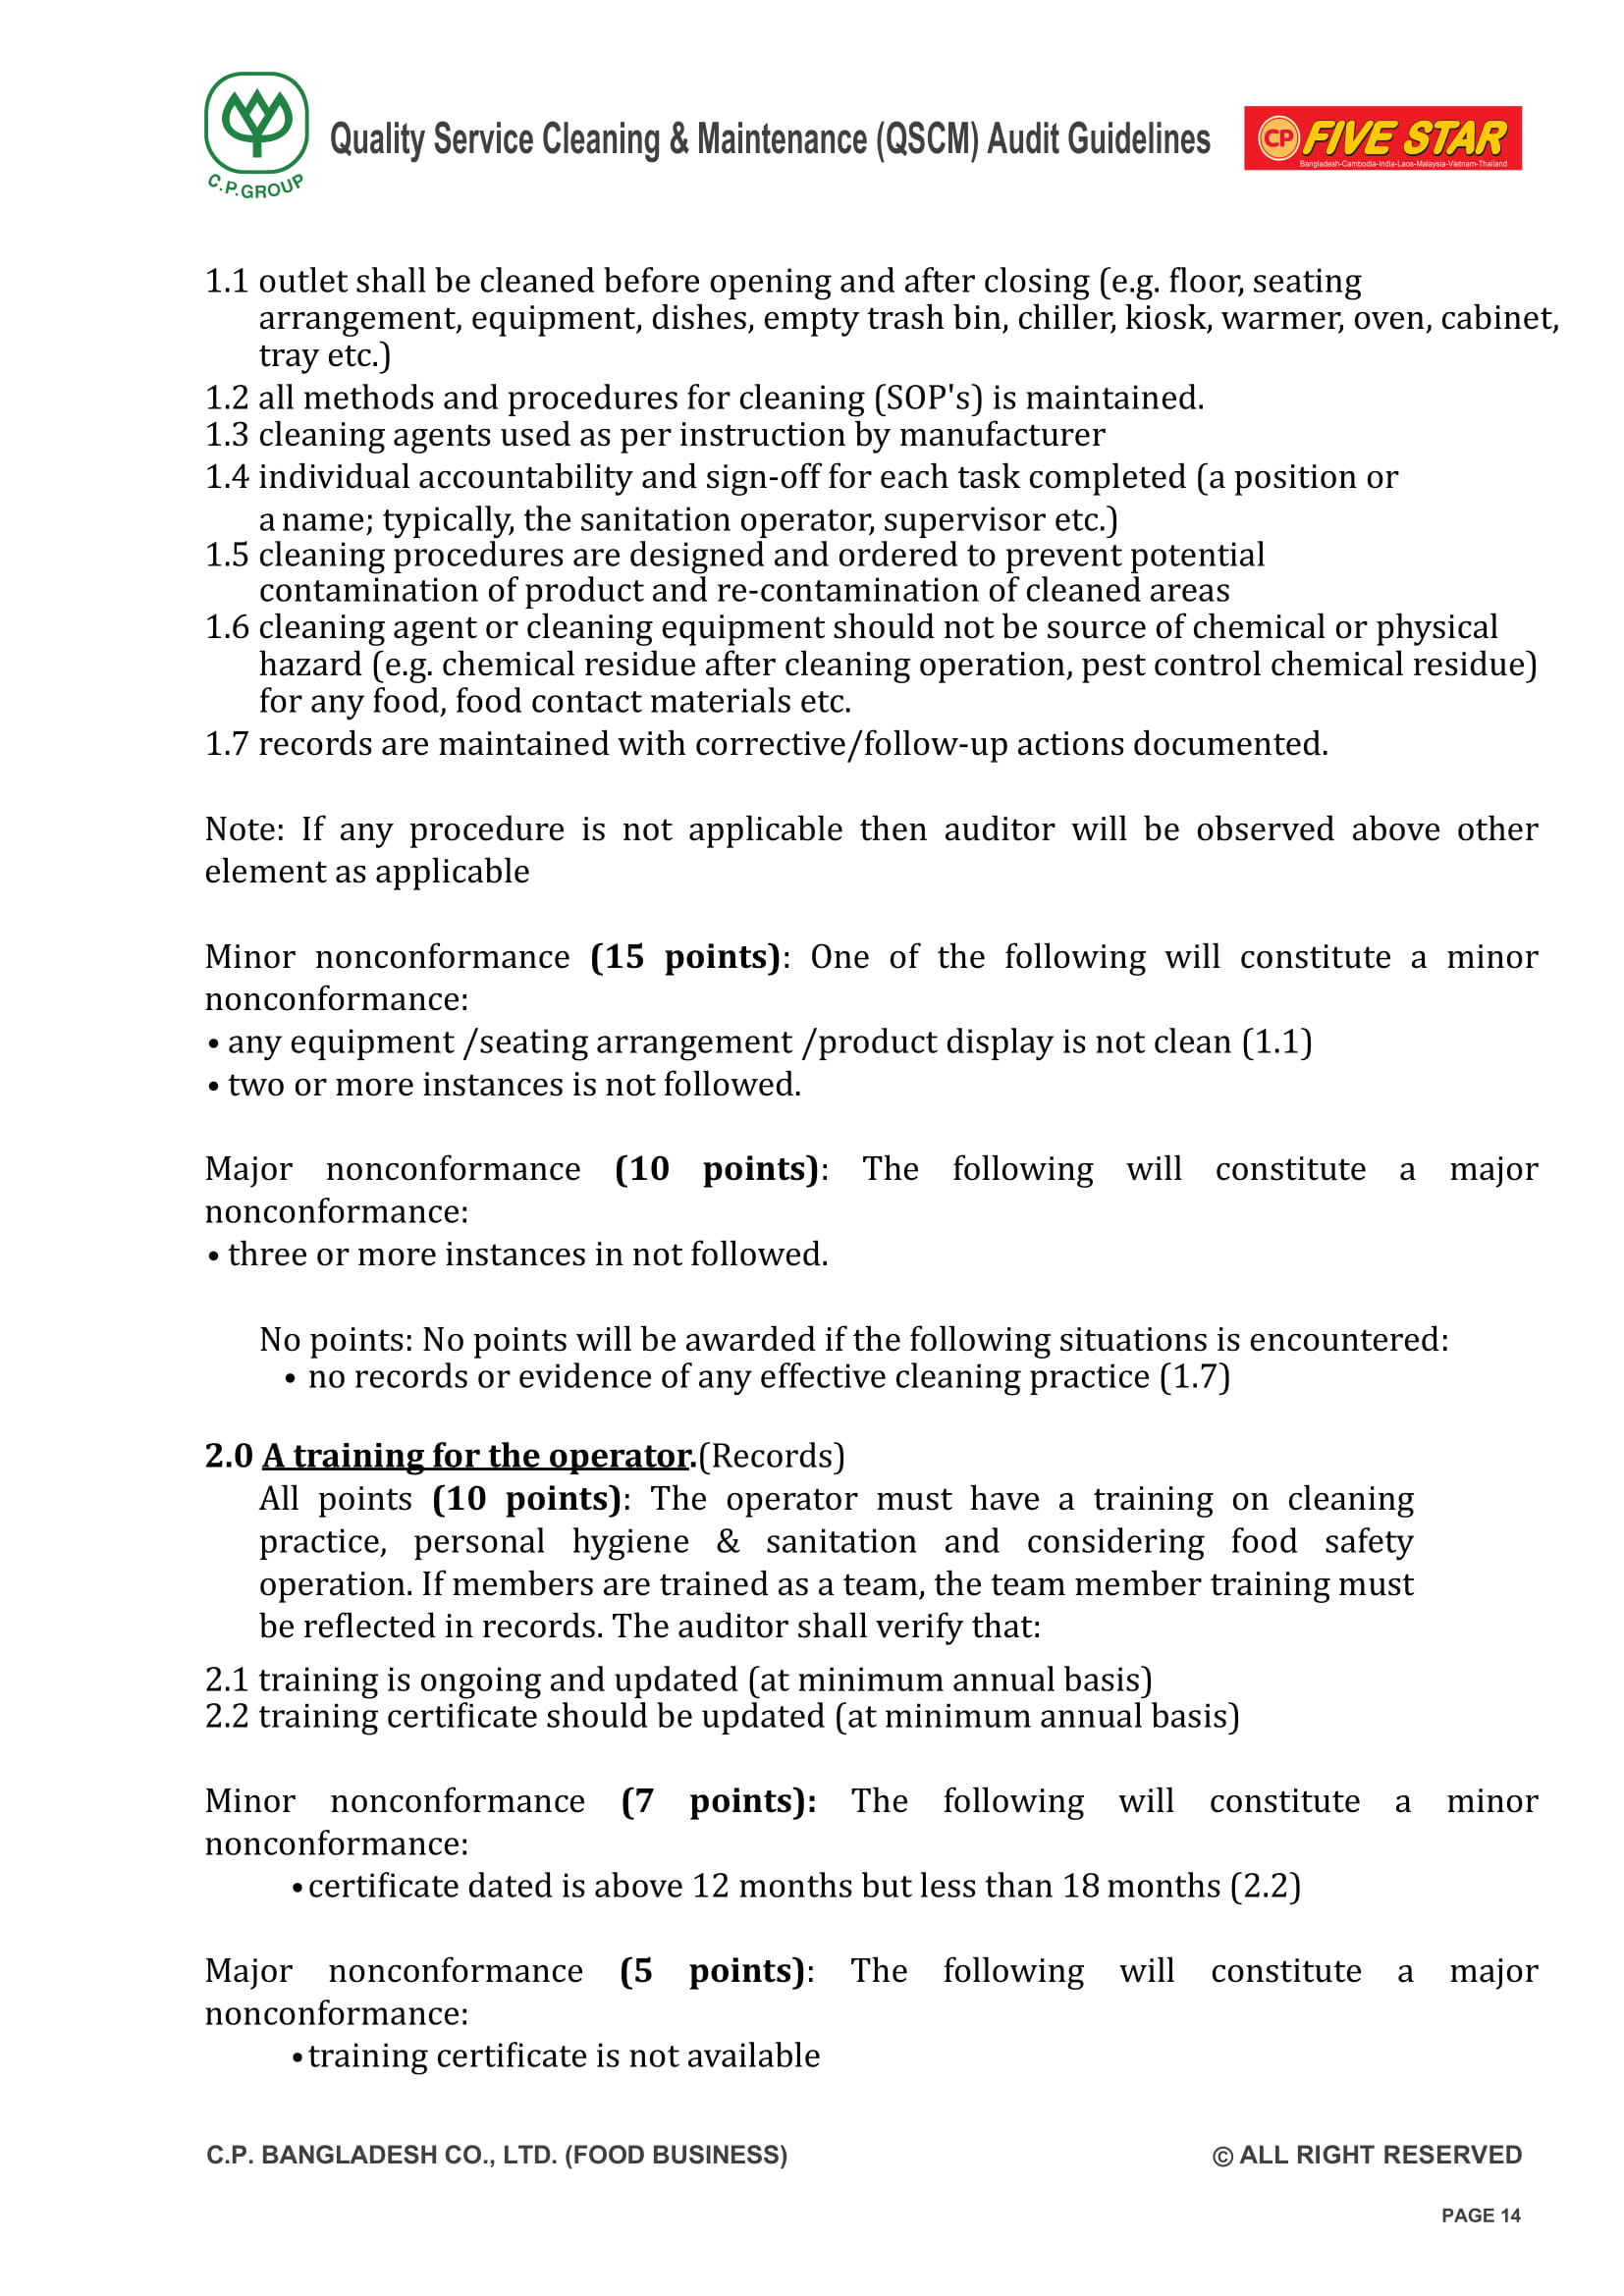 C.P.GROUP
Quality Service Cleaning & Maintenance (QSCM) Audit Guidelines
CP FIVE STAR
Bangladesh-Cambodia-India-Laos-Malaysia-Vietnam-Thailand
1.1 outlet shall be cleaned before opening and after closing (e.g. floor, seating
arrangement, equipment, dishes, empty trash bin, chiller, kiosk, warmer, oven, cabinet,
tray etc.)
1.2 all methods and procedures for cleaning (SOP's) is maintained.
1.3 cleaning agents used as per instruction by manufacturer
1.4 individual accountability and sign-off for each task completed (a position or
a name; typically, the sanitation operator, supervisor etc.)
1.5 cleaning procedures are designed and ordered to prevent potential
contamination of product and re-contamination of cleaned areas
1.6 cleaning agent or cleaning equipment should not be source of chemical or physical
hazard (e.g. chemical residue after cleaning operation, pest control chemical residue)
for any food, food contact materials etc.
1.7 records are maintained with corrective/follow-up actions documented.
Note: If any procedure is not applicable then auditor will be observed above other
element as applicable
Minor nonconformance (15 points): One of the following will constitute a minor
nonconformance:
• any equipment /seating arrangement /product display is not clean (1.1)
• two or more instances is not followed.
Major nonconformance (10 points): The following will constitute a major
nonconformance:
• three or more instances in not followed.
No points: No points will be awarded if the following situations is encountered:
• no records or evidence of any effective cleaning practice (1.7)
2.0 A training for the operator.(Records)
All points (10 points): The operator must have a training on cleaning
practice, personal hygiene & sanitation and considering food safety
operation. If members are trained as a team, the team member training must
be reflected in records. The auditor shall verify that:
2.1 training is ongoing and updated (at minimum annual basis)
2.2 training certificate should be updated (at minimum annual basis)
Minor nonconformance (7 points): The following will constitute a minor
nonconformance:
• certificate dated is above 12 months but less than 18 months (2.2)
Major nonconformance (5 points): The following will constitute a major
nonconformance:
• training certificate is not available
C.P. BANGLADESH CO., LTD. (FOOD BUSINESS) © ALL RIGHT RESERVED
PAGE 14